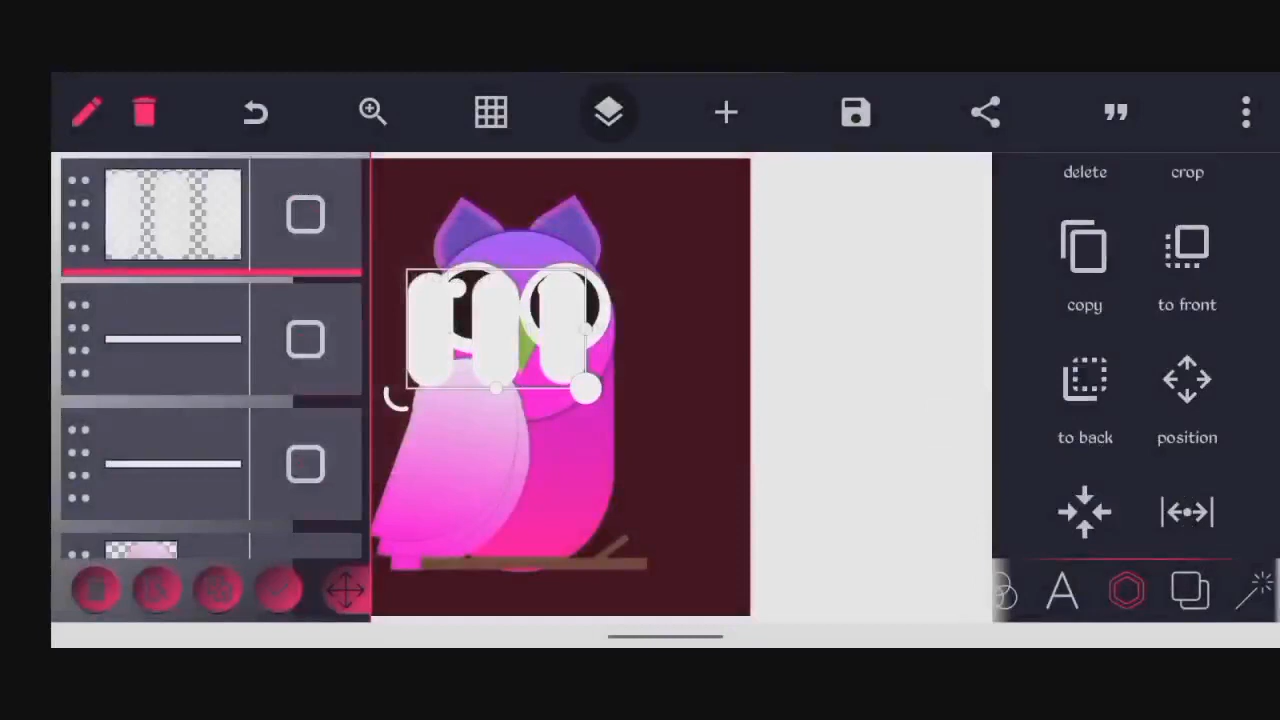 delete
crop
copy
to front
to back
position